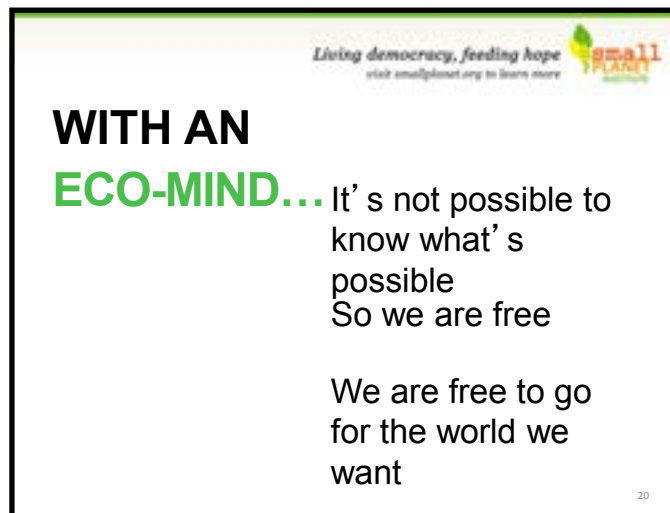 Living democracy, feeding hope
visit smallplanet.org to learn more
small
PLANET
INSTITUTE
WITH AN
ECO-MIND...
It's not possible to
know what's
possible
So we are free
We are free to go
for the world we
want
20